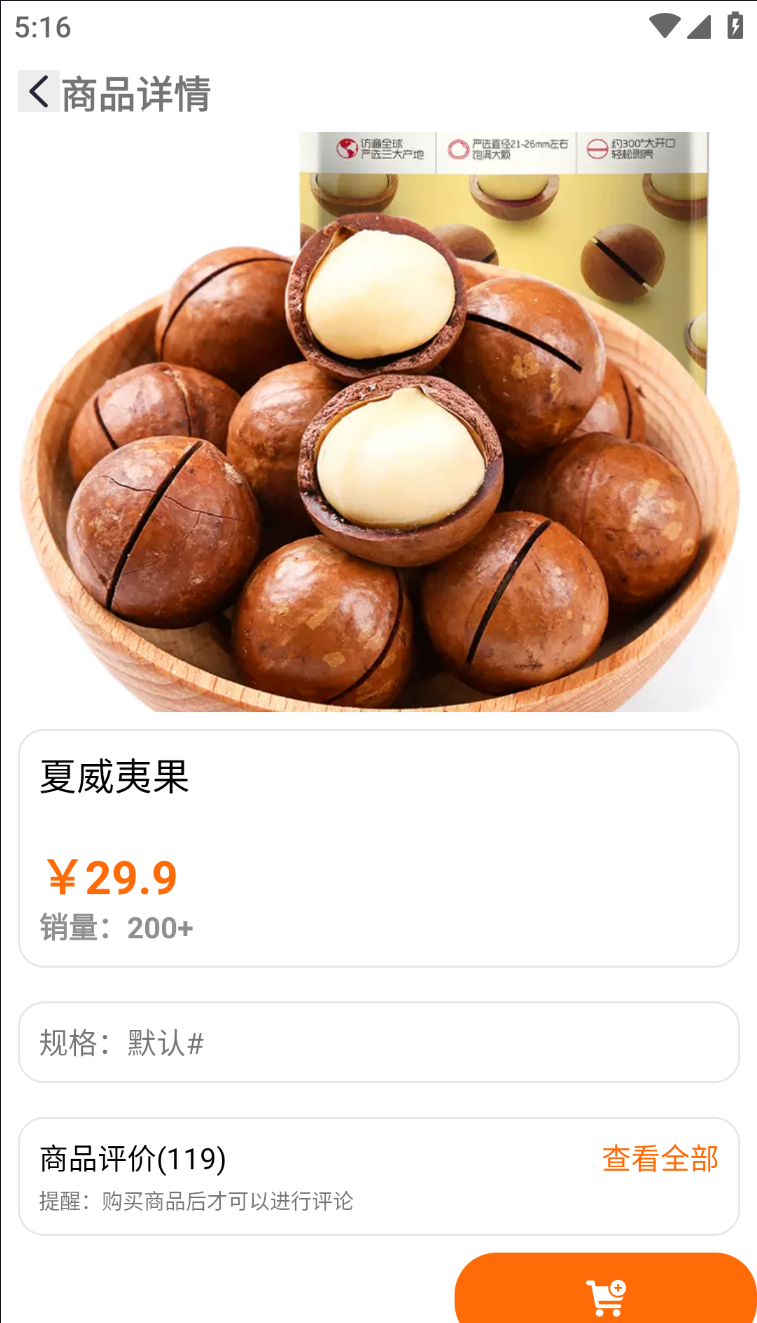 5:16
商品详情
访遍全球
严选三大产地
严选直径21-26mm左右
饱满大颗
约300°大开口
轻松剥壳
夏威夷果
￥29.9
销量：200+
规格：默认#
商品评价(119)
查看全部
提醒：购买商品后才可以进行评论